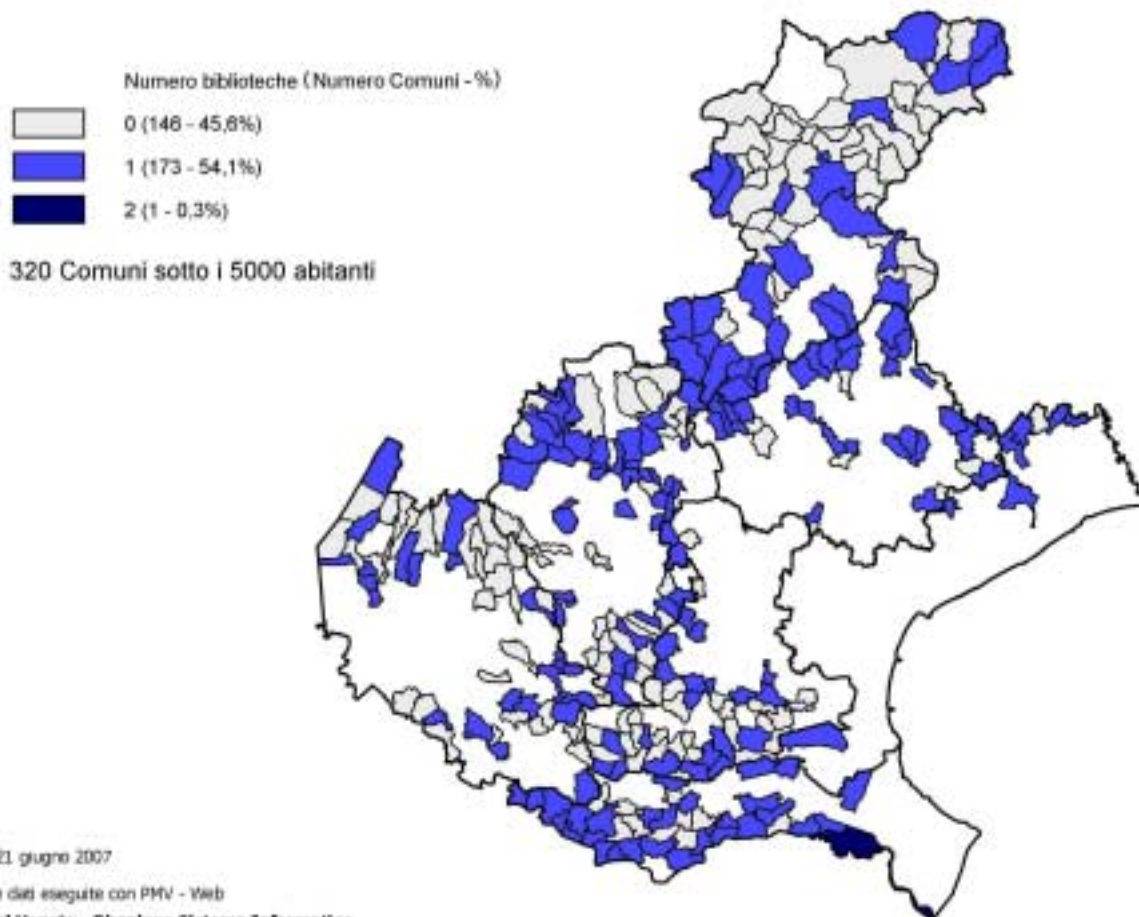 Numero biblioteche (Numero Comuni - %)
0 (146 - 45,6%)
1 (173 - 54,1%)
2 (1 - 0,3%)
320 Comuni sotto i 5000 abitanti
21 giugno 2007
dati eseguite con PMV - Web